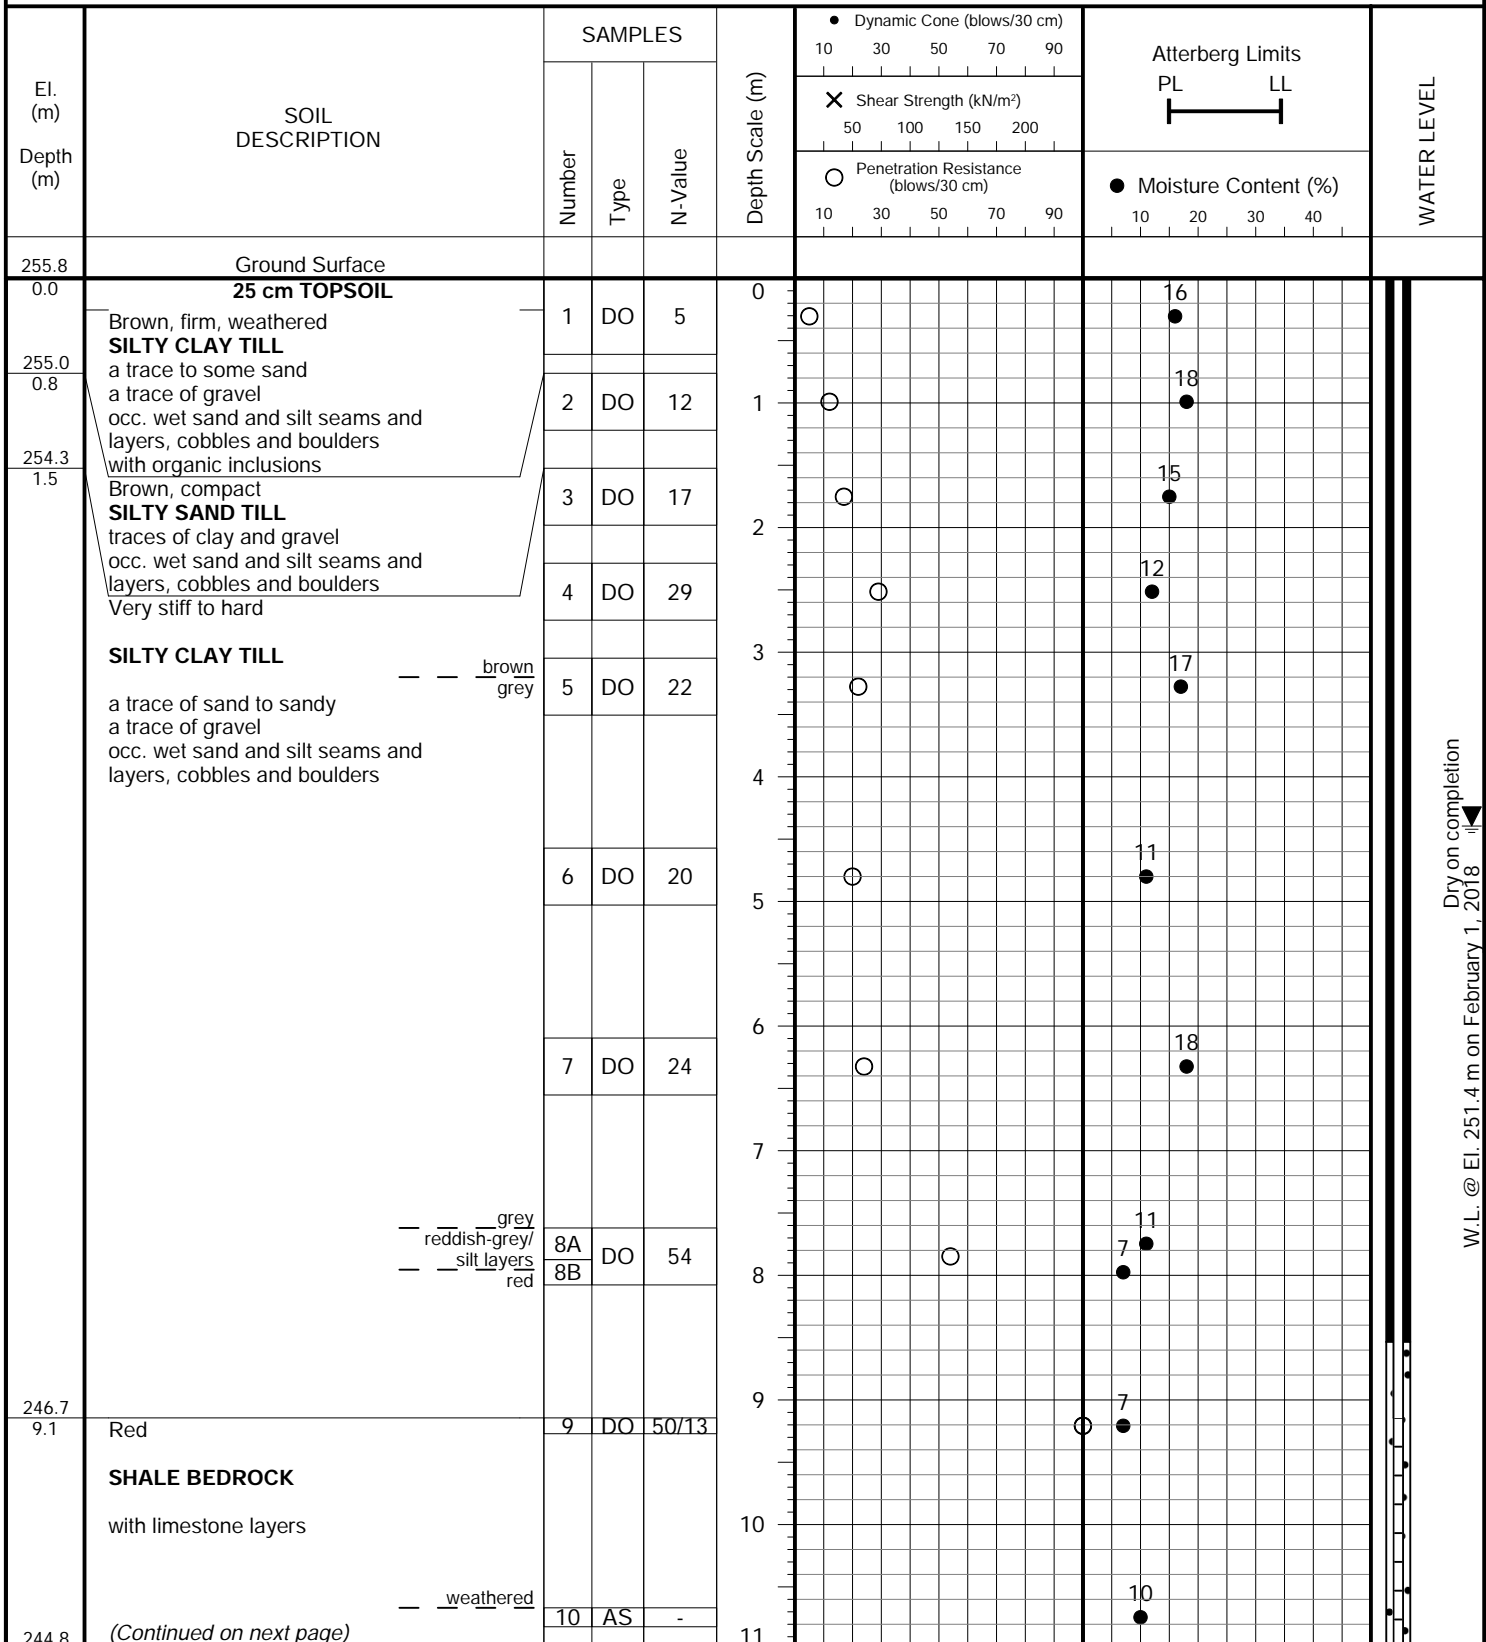 El.
(m)
Depth
(m)
SOIL
DESCRIPTION
SAMPLES
Number
Type
N-Value
Depth Scale (m)
Dynamic Cone (blows/30 cm)
10 30 50 70 90
Shear Strength (kN/m²)
50 100 150 200
Penetration Resistance
(blows/30 cm)
10 30 50 70 90
Atterberg Limits
PL LL
Moisture Content (%)
10 20 30 40
WATER LEVEL
255.8 Ground Surface
0.0 25 cm TOPSOIL 0 16
Brown, firm, weathered 1 DO 5
SILTY CLAY TILL
255.0 a trace to some sand
0.8 a trace of gravel 18
occ. wet sand and silt seams and 2 DO 12 1
layers, cobbles and boulders
254.3 with organic inclusions
1.5 Brown, compact 3 DO 17 15
SILTY SAND TILL
traces of clay and gravel 2
occ. wet sand and silt seams and
layers, cobbles and boulders 4 DO 29 12
Very stiff to hard
SILTY CLAY TILL 3
brown
grey 5 DO 22 17
a trace of sand to sandy
a trace of gravel
occ. wet sand and silt seams and
layers, cobbles and boulders 4
6 DO 20 11
5
6
7 DO 24 18
7
grey
reddish-grey/ 8A DO 54 11
silt layers
red 8B 7
8
246.7 9 7
9.1 Red 9 DO 50/13
SHALE BEDROCK
with limestone layers 10
weathered 10
10 AS -
(Continued on next page) 11
244.8
Dry on completion
W.L. @ El. 251.4 m on February 1, 2018